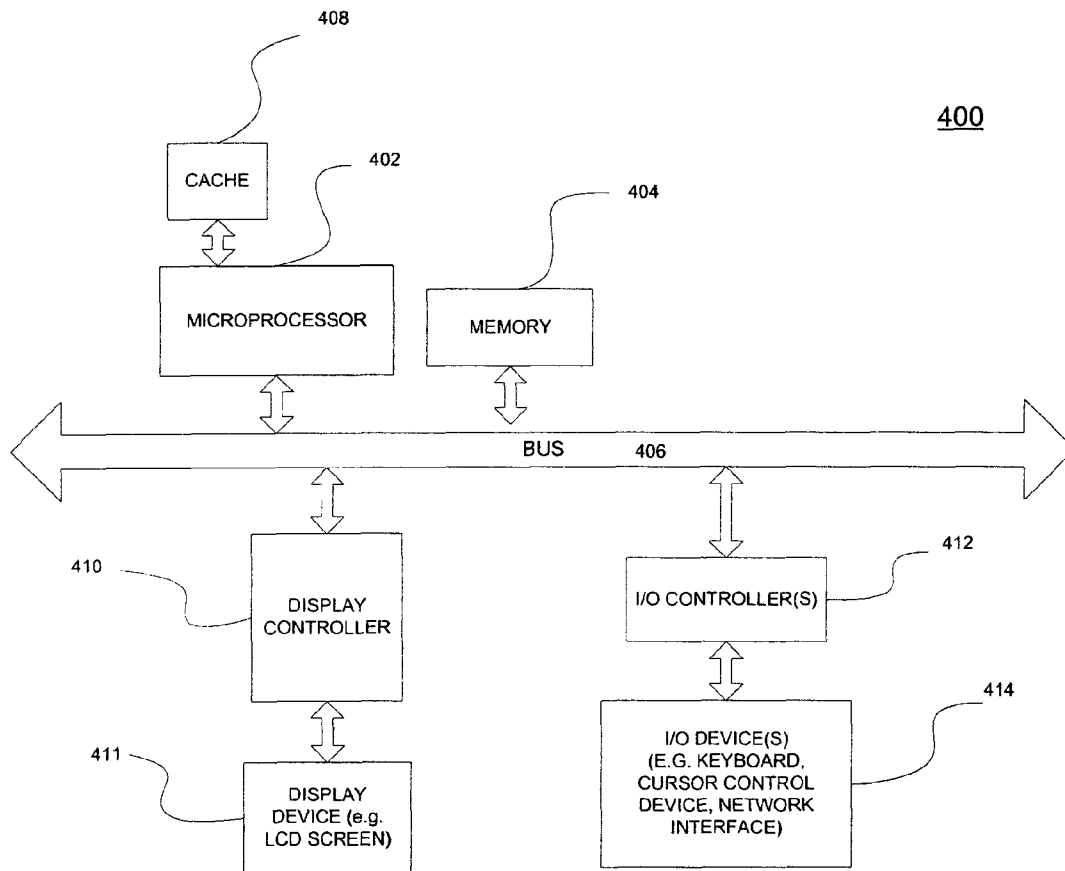 408
400
CACHE
402
404
MICROPROCESSOR
MEMORY
BUS 406
410
412
DISPLAY
CONTROLLER
I/O CONTROLLER(S)
411
414
DISPLAY
DEVICE (e.g.
LCD SCREEN)
I/O DEVICE(S)
(E.G. KEYBOARD,
CURSOR CONTROL
DEVICE, NETWORK
INTERFACE)